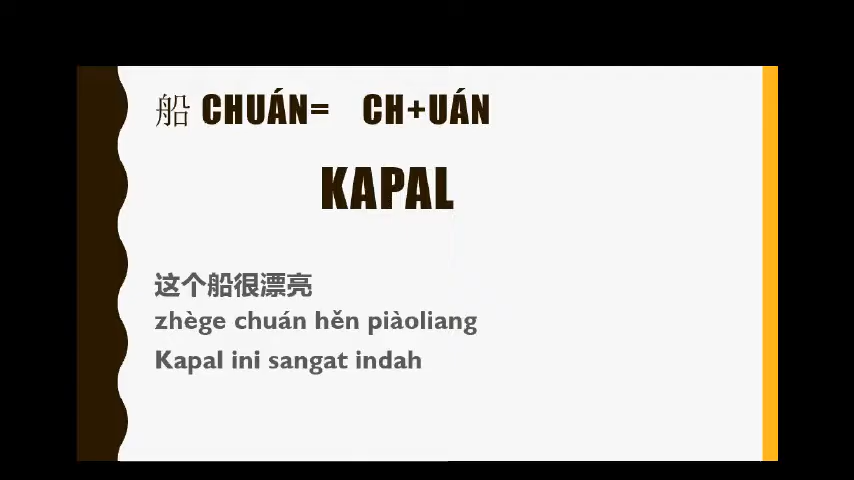 船 CHUÁN= CH+UÁN
KAPAL
这个船很漂亮
zhège chuán hěn piàoliang
Kapal ini sangat indah